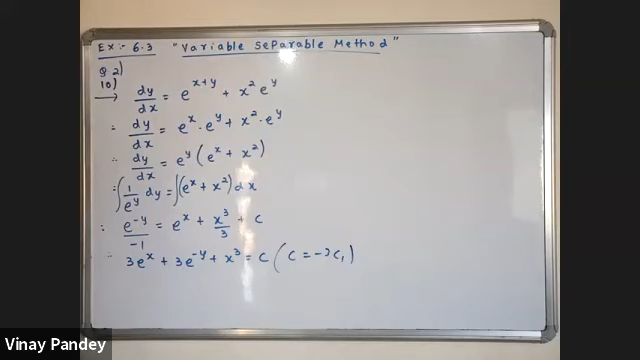 Ex :- 6.3 "Variable Separable Method"
Q.2)
10)
→ dy/dx = e^(x+y) + x² e^y
∴ dy/dx = e^x · e^y + x² · e^y
∴ dy/dx = e^y (e^x + x²)
∴ ∫ 1/e^y dy = ∫(e^x + x²) dx
∴ e^-y/-1 = e^x + x³/3 + c
∴ 3e^x + 3e^-y + x³ = c (c = -3c₁)
Vinay Pandey